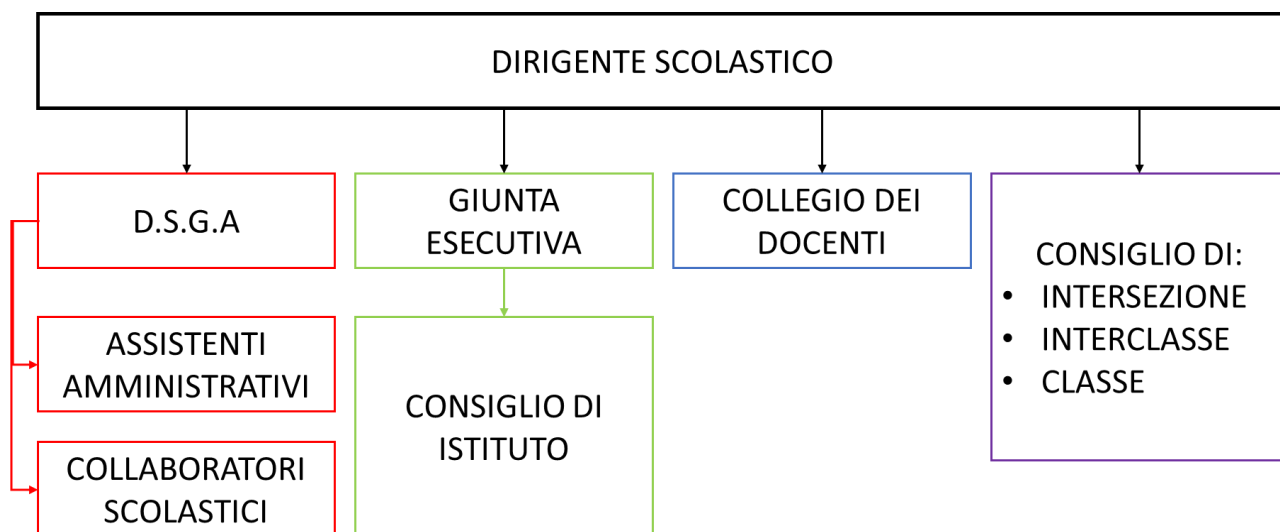 DIRIGENTE SCOLASTICO
D.S.G.A
GIUNTA
ESECUTIVA
COLLEGIO DEI
DOCENTI
CONSIGLIO DI:
• INTERSEZIONE
• INTERCLASSE
• CLASSE
ASSISTENTI
AMMINISTRATIVI
CONSIGLIO DI
ISTITUTO
COLLABORATORI
SCOLASTICI